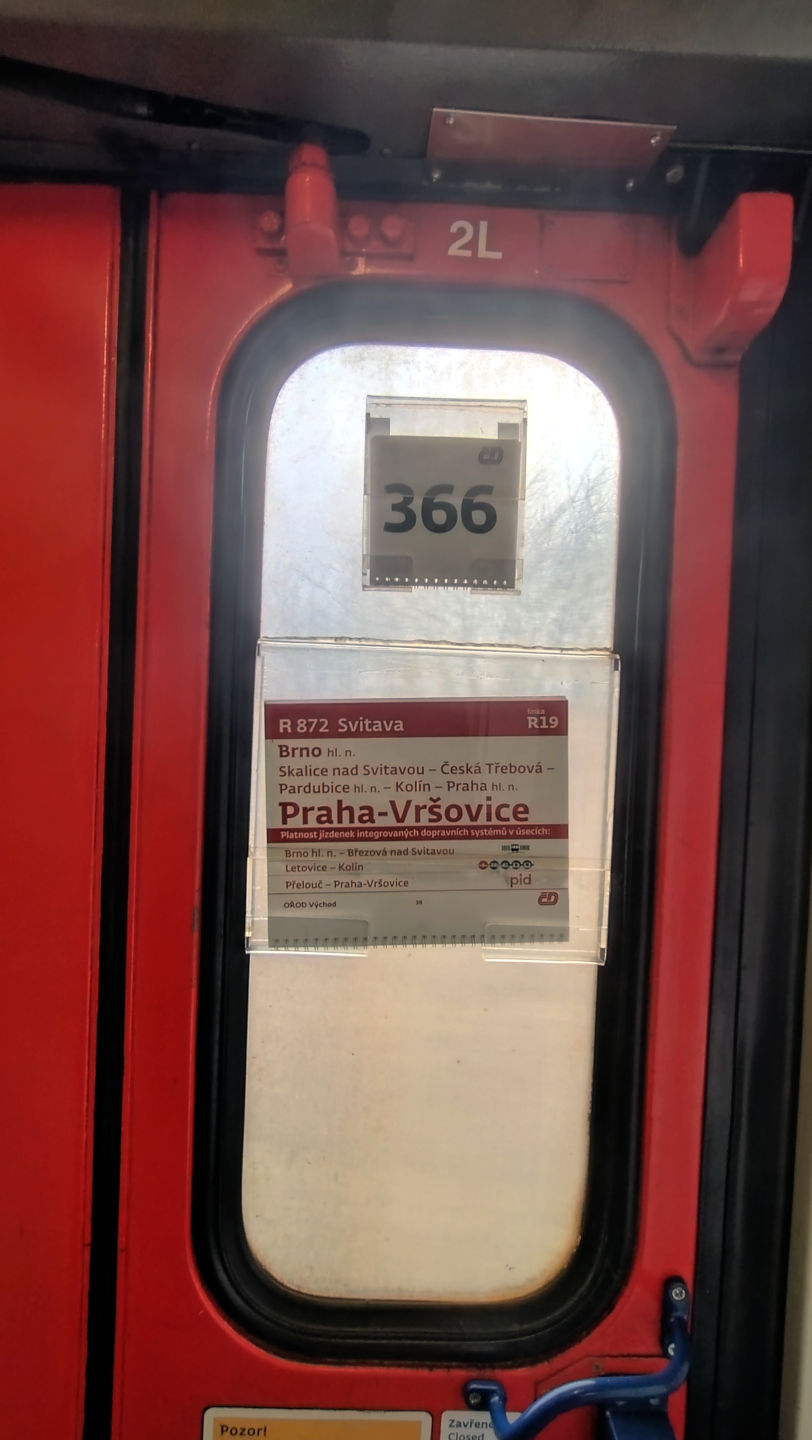 2L
ČD
366
R 872 Svitava
linka
R19
Brno hl. n.
Skalice nad Svitavou – Česká Třebová –
Pardubice hl. n. – Kolín – Praha hl. n.
Praha-Vršovice
Platnost jízdenek integrovaných dopravních systémů v úsecích:
Brno hl. n. – Březová nad Svitavou
Letovice – Kolín
Přelouč – Praha-Vršovice
pid
OŘOD Východ
ČD
Pozor!
Closed